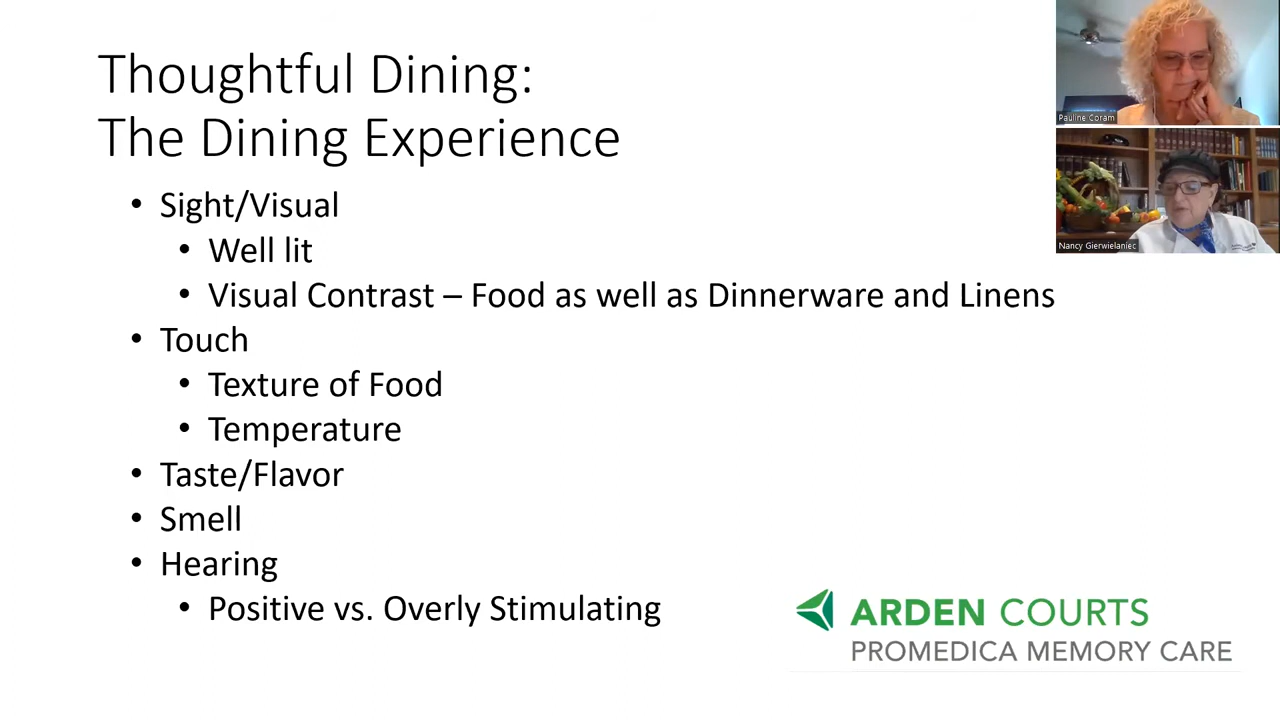 Thoughtful Dining:
The Dining Experience
• Sight/Visual
• Well lit
• Visual Contrast – Food as well as Dinnerware and Linens
• Touch
• Texture of Food
• Temperature
• Taste/Flavor
• Smell
• Hearing
• Positive vs. Overly Stimulating
ARDEN COURTS
PROMEDICA MEMORY CARE
Pauline Coram
Nancy Gierwielaniec